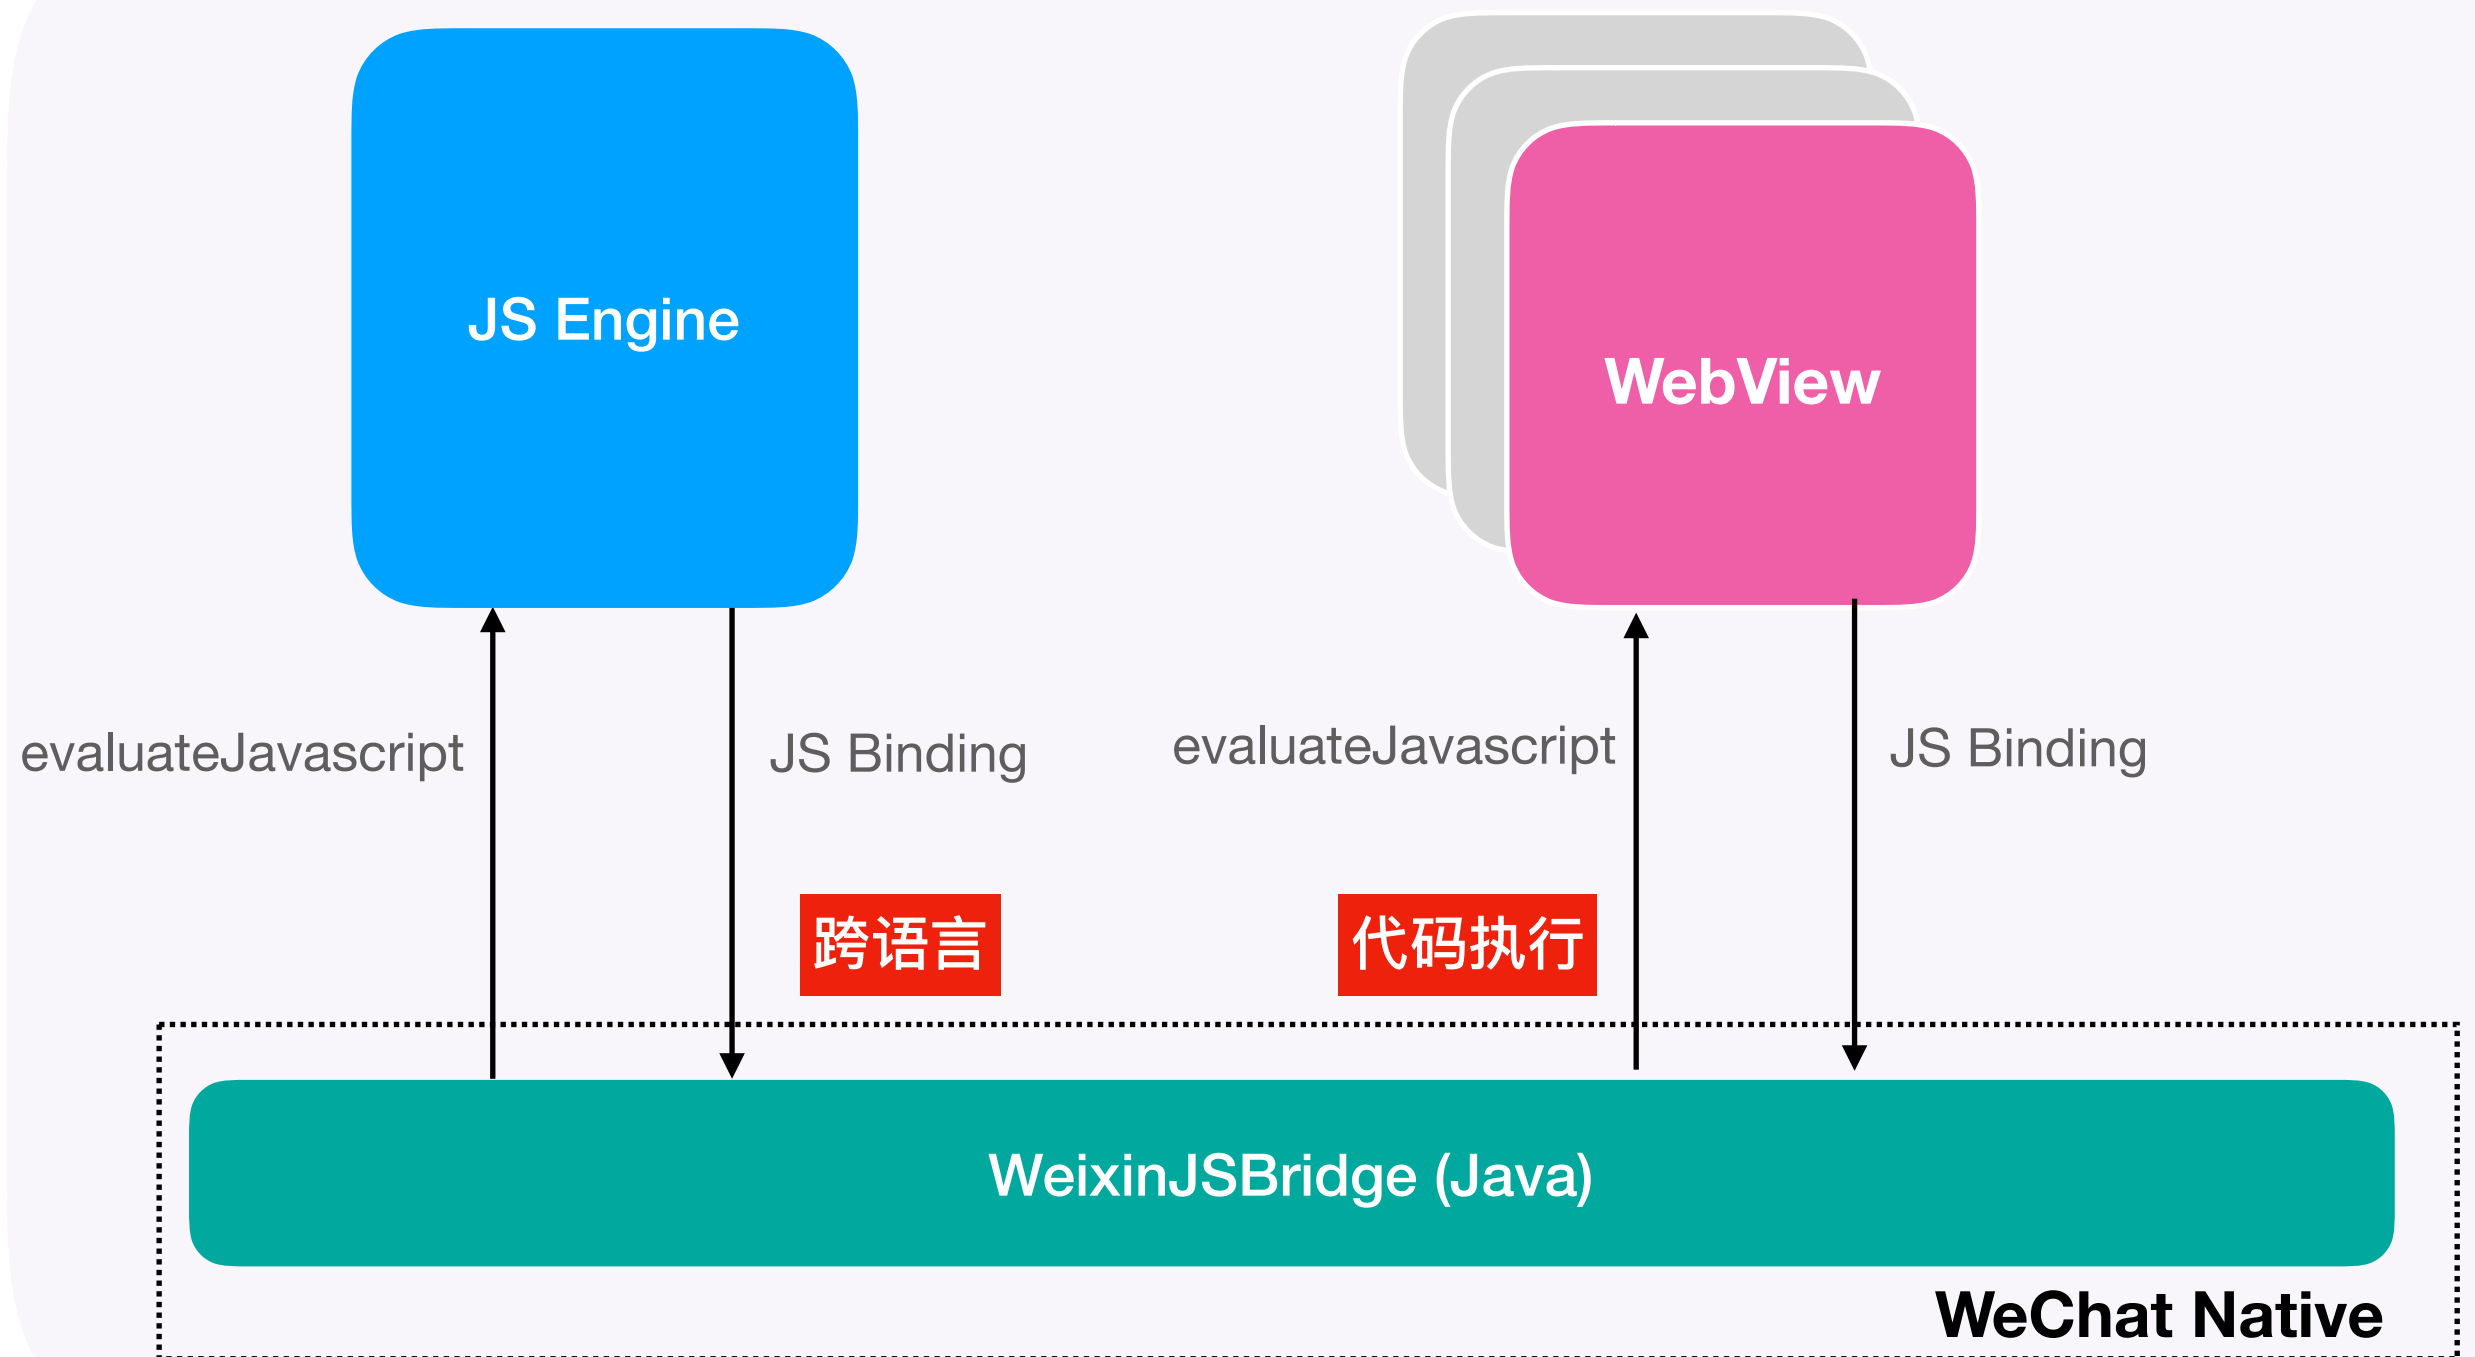 JS Engine
WebView
evaluateJavascript
JS Binding
evaluateJavascript
JS Binding
跨语言
代码执行
WeixinJSBridge (Java)
WeChat Native